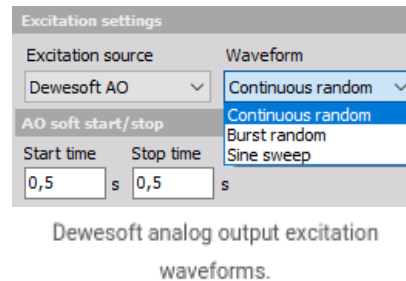 Excitation settings
Excitation source Waveform
Dewesoft AO Continuous random
Continuous random
AO soft start/stop Burst random
Sine sweep
Start time Stop time
0,5 s 0,5 s
Dewesoft analog output excitation
waveforms.